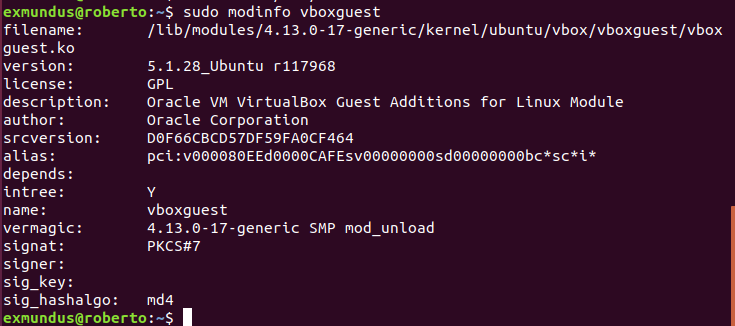 exmundus@roberto:~$ sudo modinfo vboxguest
filename:       /lib/modules/4.13.0-17-generic/kernel/ubuntu/vbox/vboxguest/vbox
guest.ko
version:        5.1.28_Ubuntu r117968
license:        GPL
description:    Oracle VM VirtualBox Guest Additions for Linux Module
author:         Oracle Corporation
srcversion:     D0F66CBCD57DF59FA0CF464
alias:          pci:v000080EEd0000CAFEsv00000000sd00000000bc*sc*i*
depends:
intree:         Y
name:           vboxguest
vermagic:       4.13.0-17-generic SMP mod_unload
signat:         PKCS#7
signer:
sig_key:
sig_hashalgo:   md4
exmundus@roberto:~$